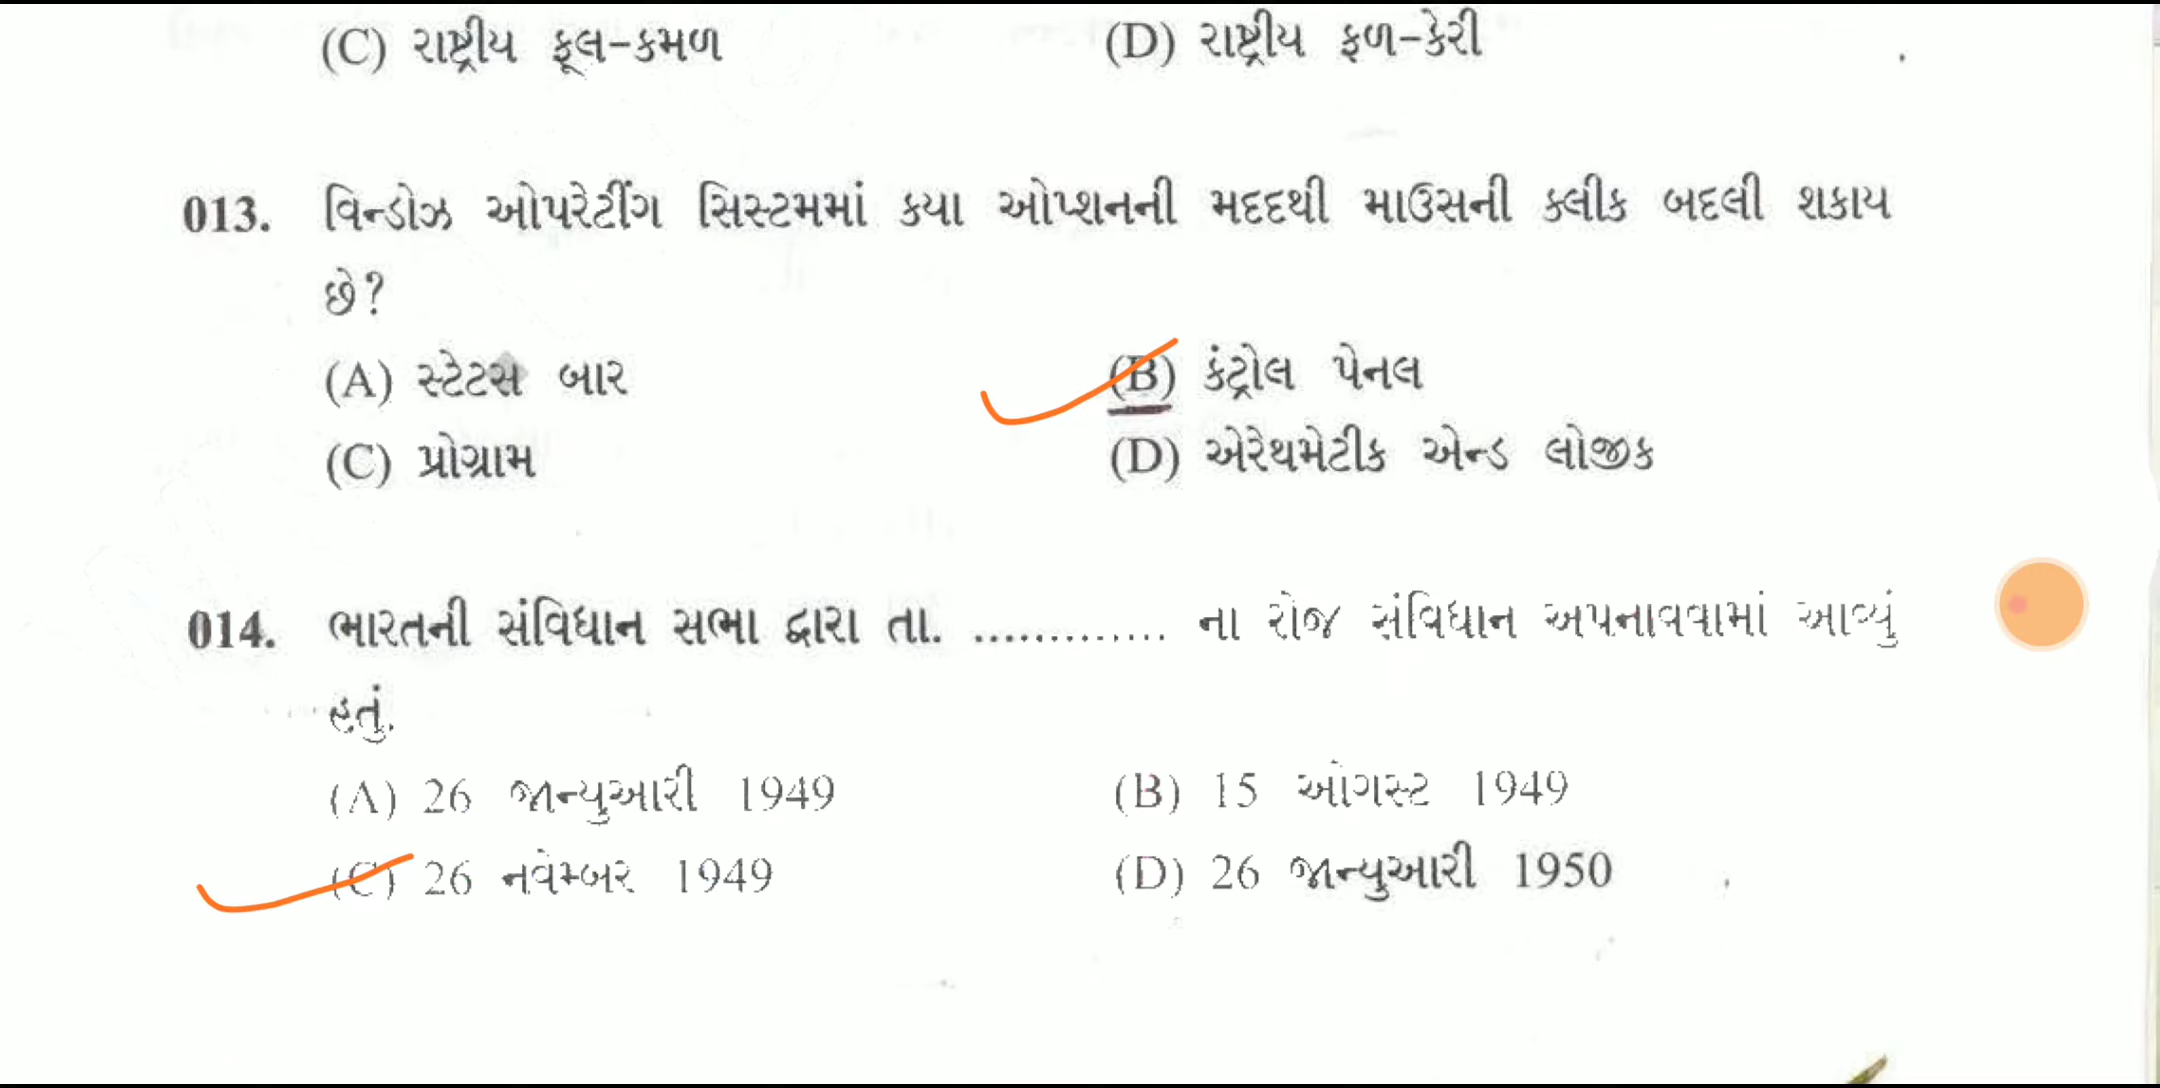 (C) રાષ્ટ્રીય ફૂલ-કમળ (D) રાષ્ટ્રીય ફળ-કેરી
013. વિન્ડોઝ ઓપરેટીંગ સિસ્ટમમાં કયા ઓપ્શનની મદદથી માઉસની ક્લીક બદલી શકાય
છે?
(A) સ્ટેટસ બાર (B) કંટ્રોલ પેનલ
(C) પ્રોગ્રામ (D) એરેથમેટીક એન્ડ લોજીક
014. ભારતની સંવિધાન સભા દ્વારા તા. ............. ના રોજ સંવિધાન અપનાવવામાં આવ્યું
હતું.
(A) 26 જાન્યુઆરી 1949 (B) 15 ઓગસ્ટ 1949
(C) 26 નવેમ્બર 1949 (D) 26 જાન્યુઆરી 1950